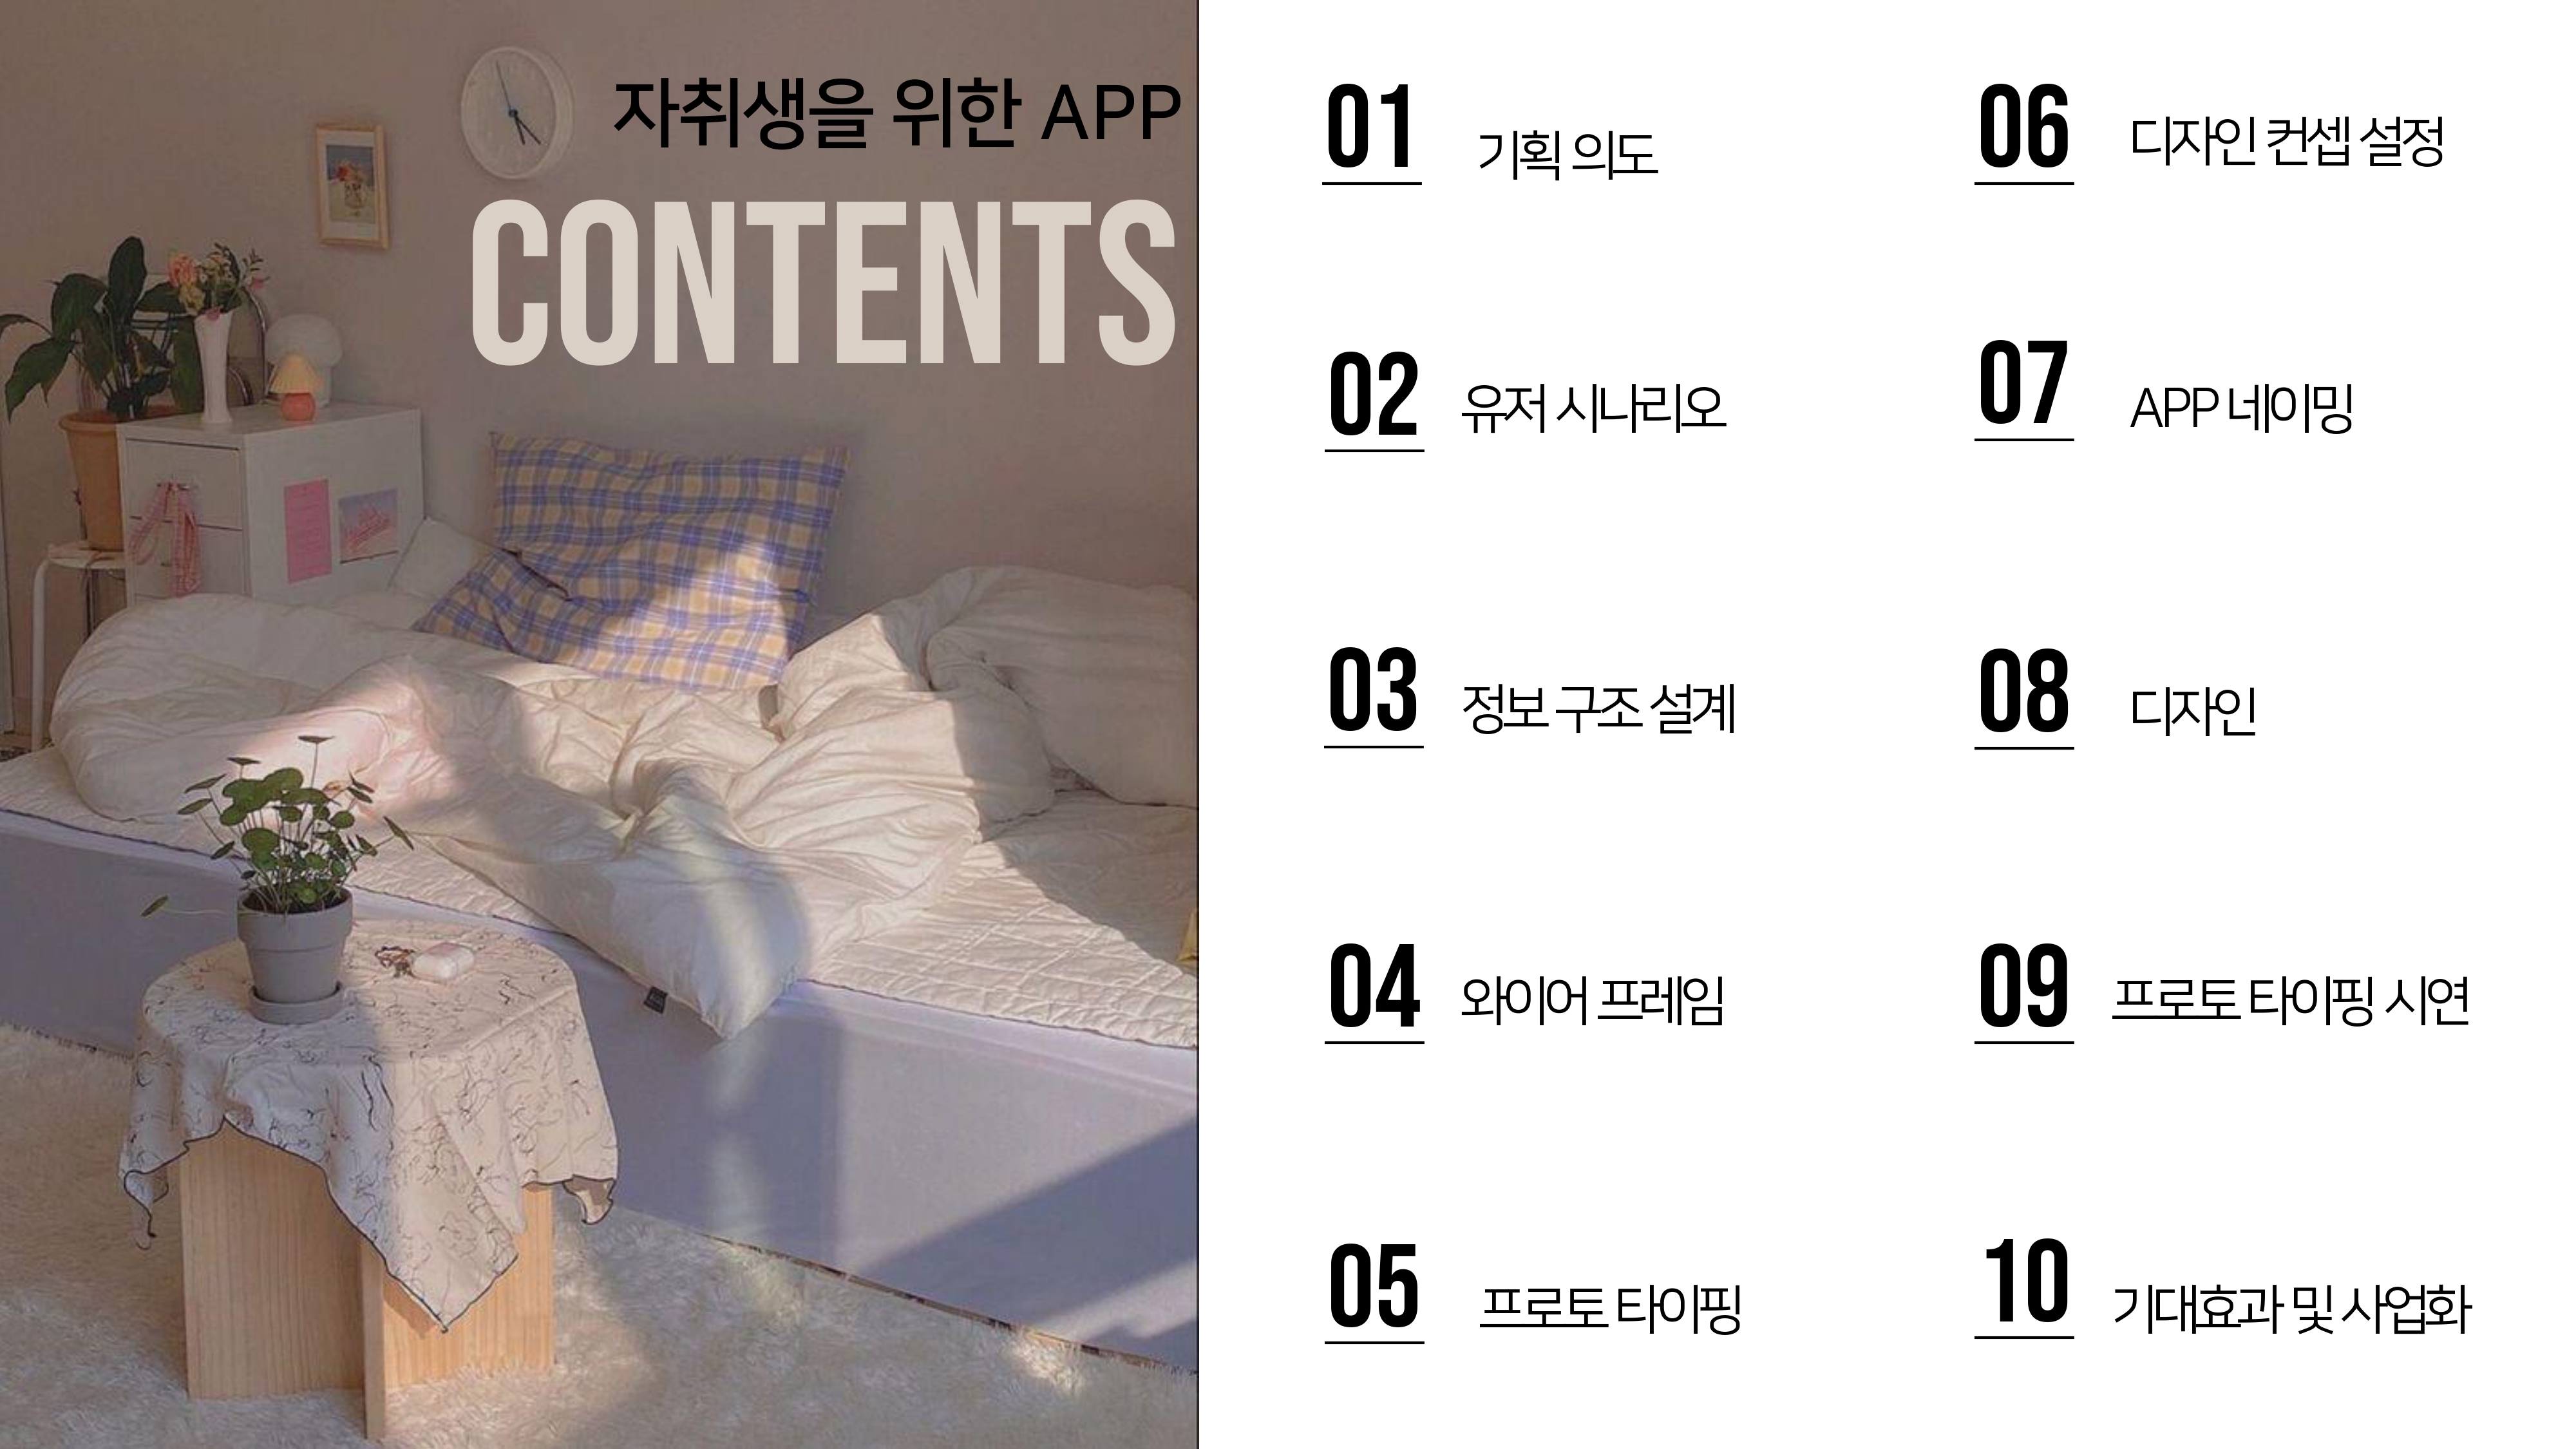 자취생을 위한 APP
CONTENTS
01 기획 의도
02 유저 시나리오
03 정보 구조 설계
04 와이어 프레임
05 프로토 타이핑
06 디자인 컨셉 설정
07 APP 네이밍
08 디자인
09 프로토 타이핑 시연
10 기대효과 및 사업화